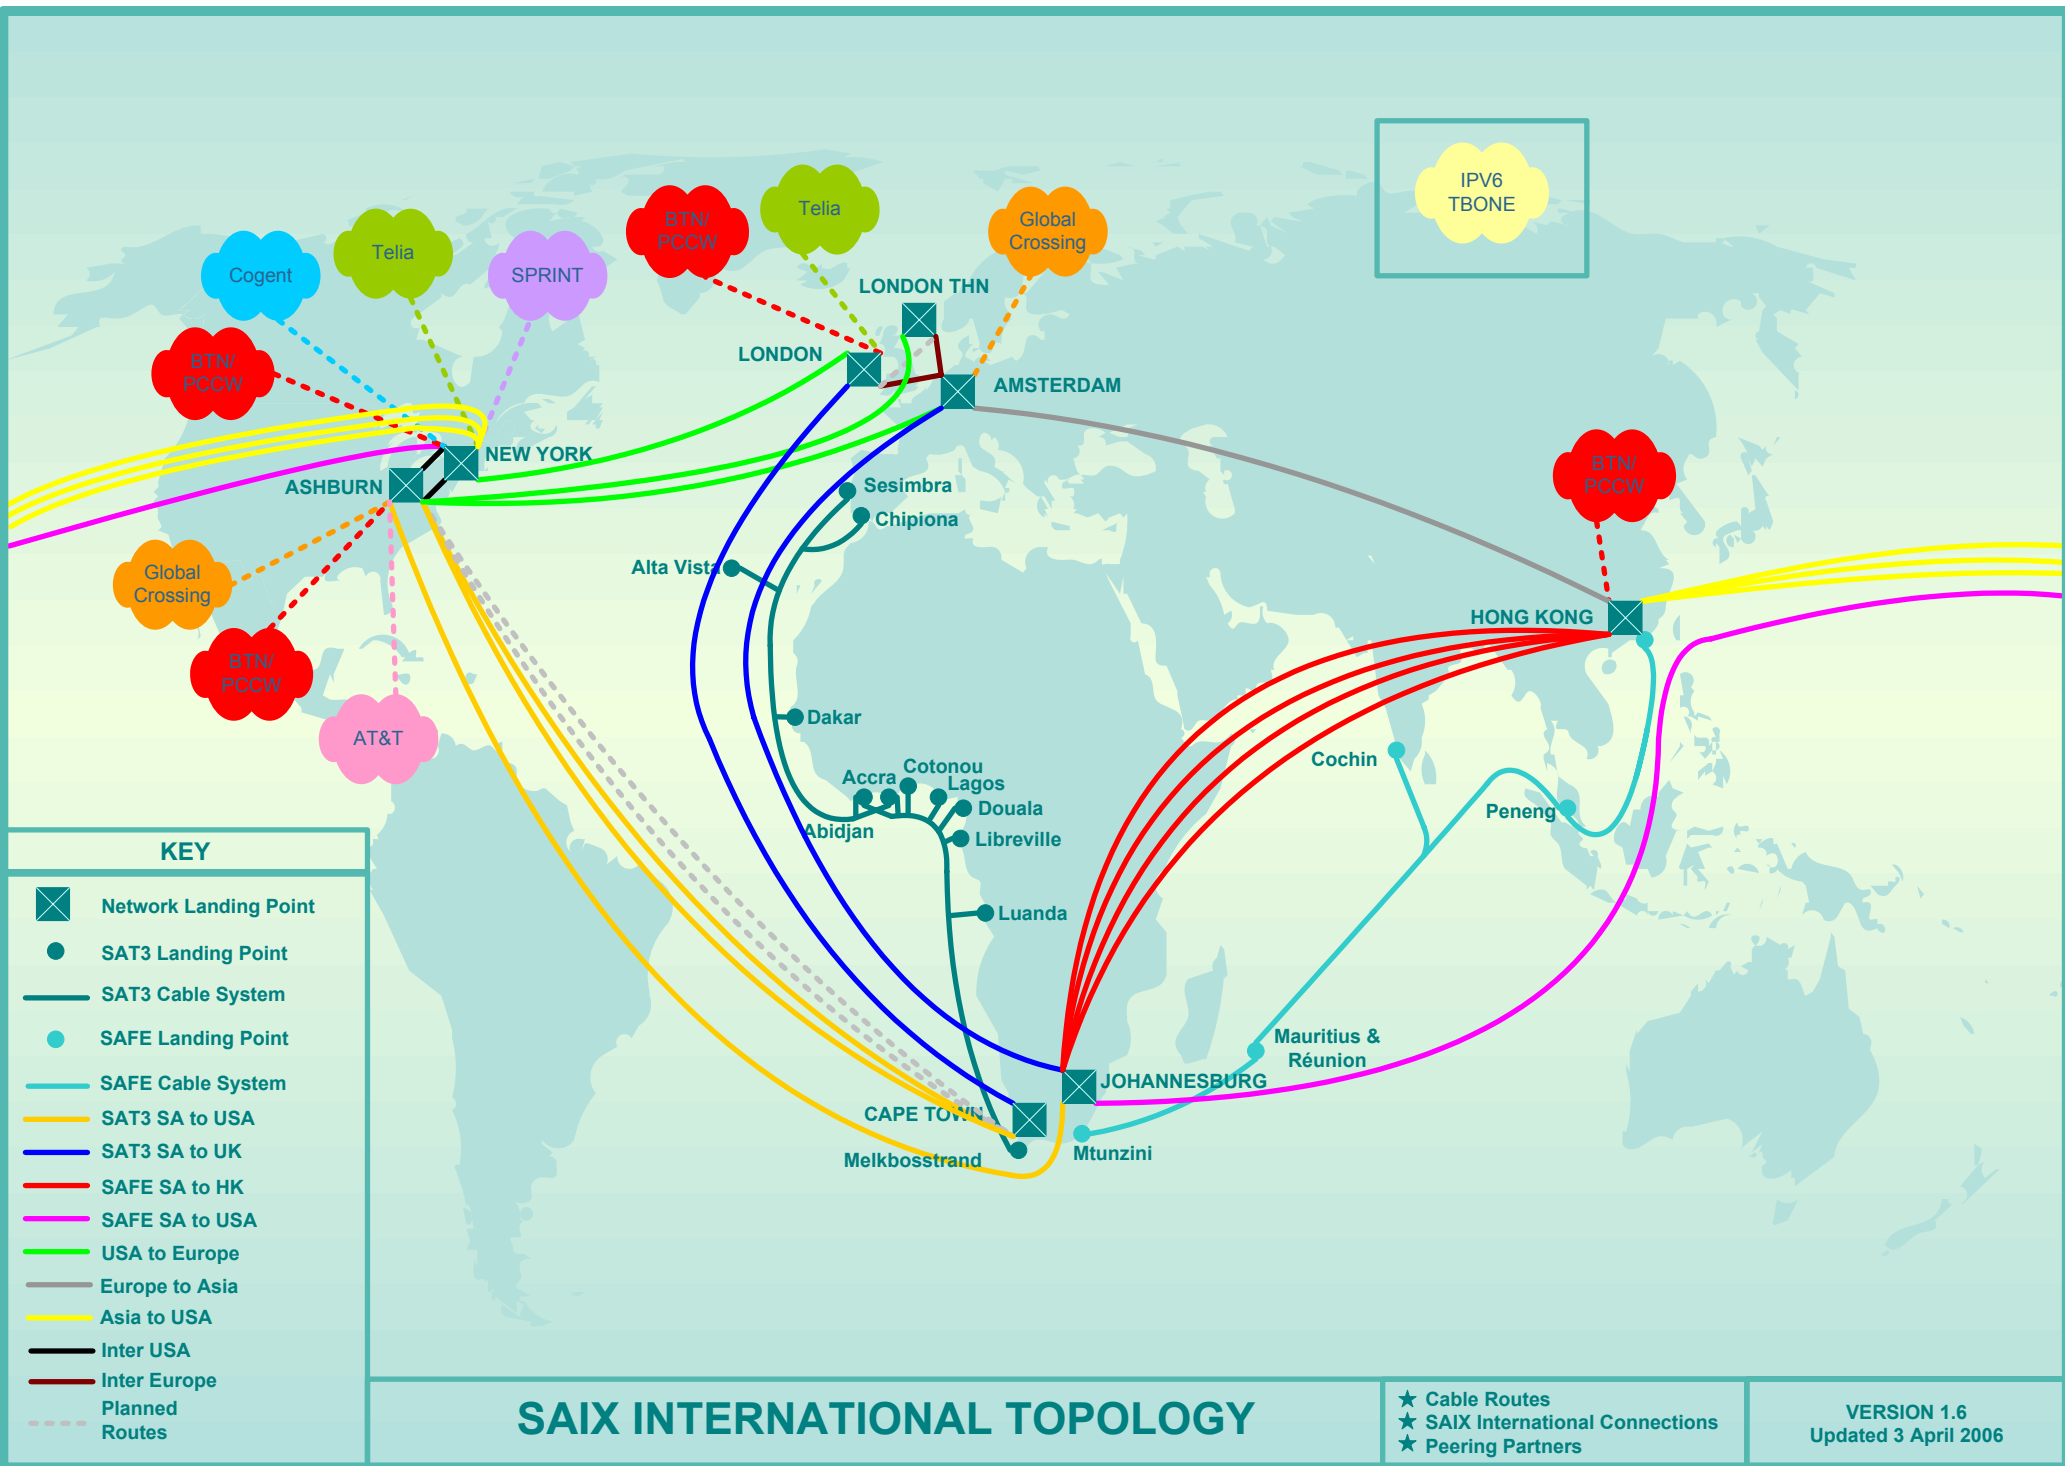 IPV6
TBONE
BTN/
PCCW
Telia
Global
Crossing
Telia
Cogent
SPRINT
LONDON THN
BTN/
PCCW
LONDON
AMSTERDAM
NEW YORK
ASHBURN
BTN/
PCCW
Sesimbra
Chipiona
Alta Vista
Global
Crossing
HONG KONG
BTN/
PCCW
AT&T
Dakar
Cochin
Cotonou
Accra
Lagos
Douala
Peneng
Abidjan
Libreville
Luanda
Mauritius &
Réunion
JOHANNESBURG
CAPE TOWN
Melkbosstrand
Mtunzini
KEY
Network Landing Point
SAT3 Landing Point
SAT3 Cable System
SAFE Landing Point
SAFE Cable System
SAT3 SA to USA
SAT3 SA to UK
SAFE SA to HK
SAFE SA to USA
USA to Europe
Europe to Asia
Asia to USA
Inter USA
Inter Europe
Planned
Routes
SAIX INTERNATIONAL TOPOLOGY
★ Cable Routes
★ SAIX International Connections
★ Peering Partners
VERSION 1.6
Updated 3 April 2006